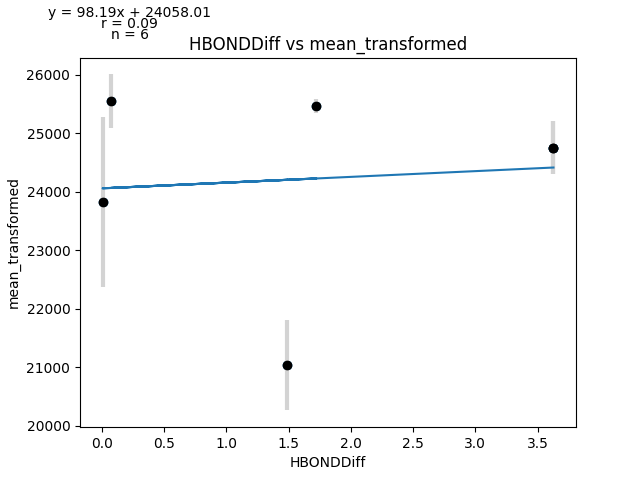 y = 98.19x + 24058.01
r = 0.09
n = 6
HBONDDiff vs mean_transformed
26000
25000
24000
23000
22000
21000
20000
mean_transformed
0.0 0.5 1.0 1.5 2.0 2.5 3.0 3.5
HBONDDiff